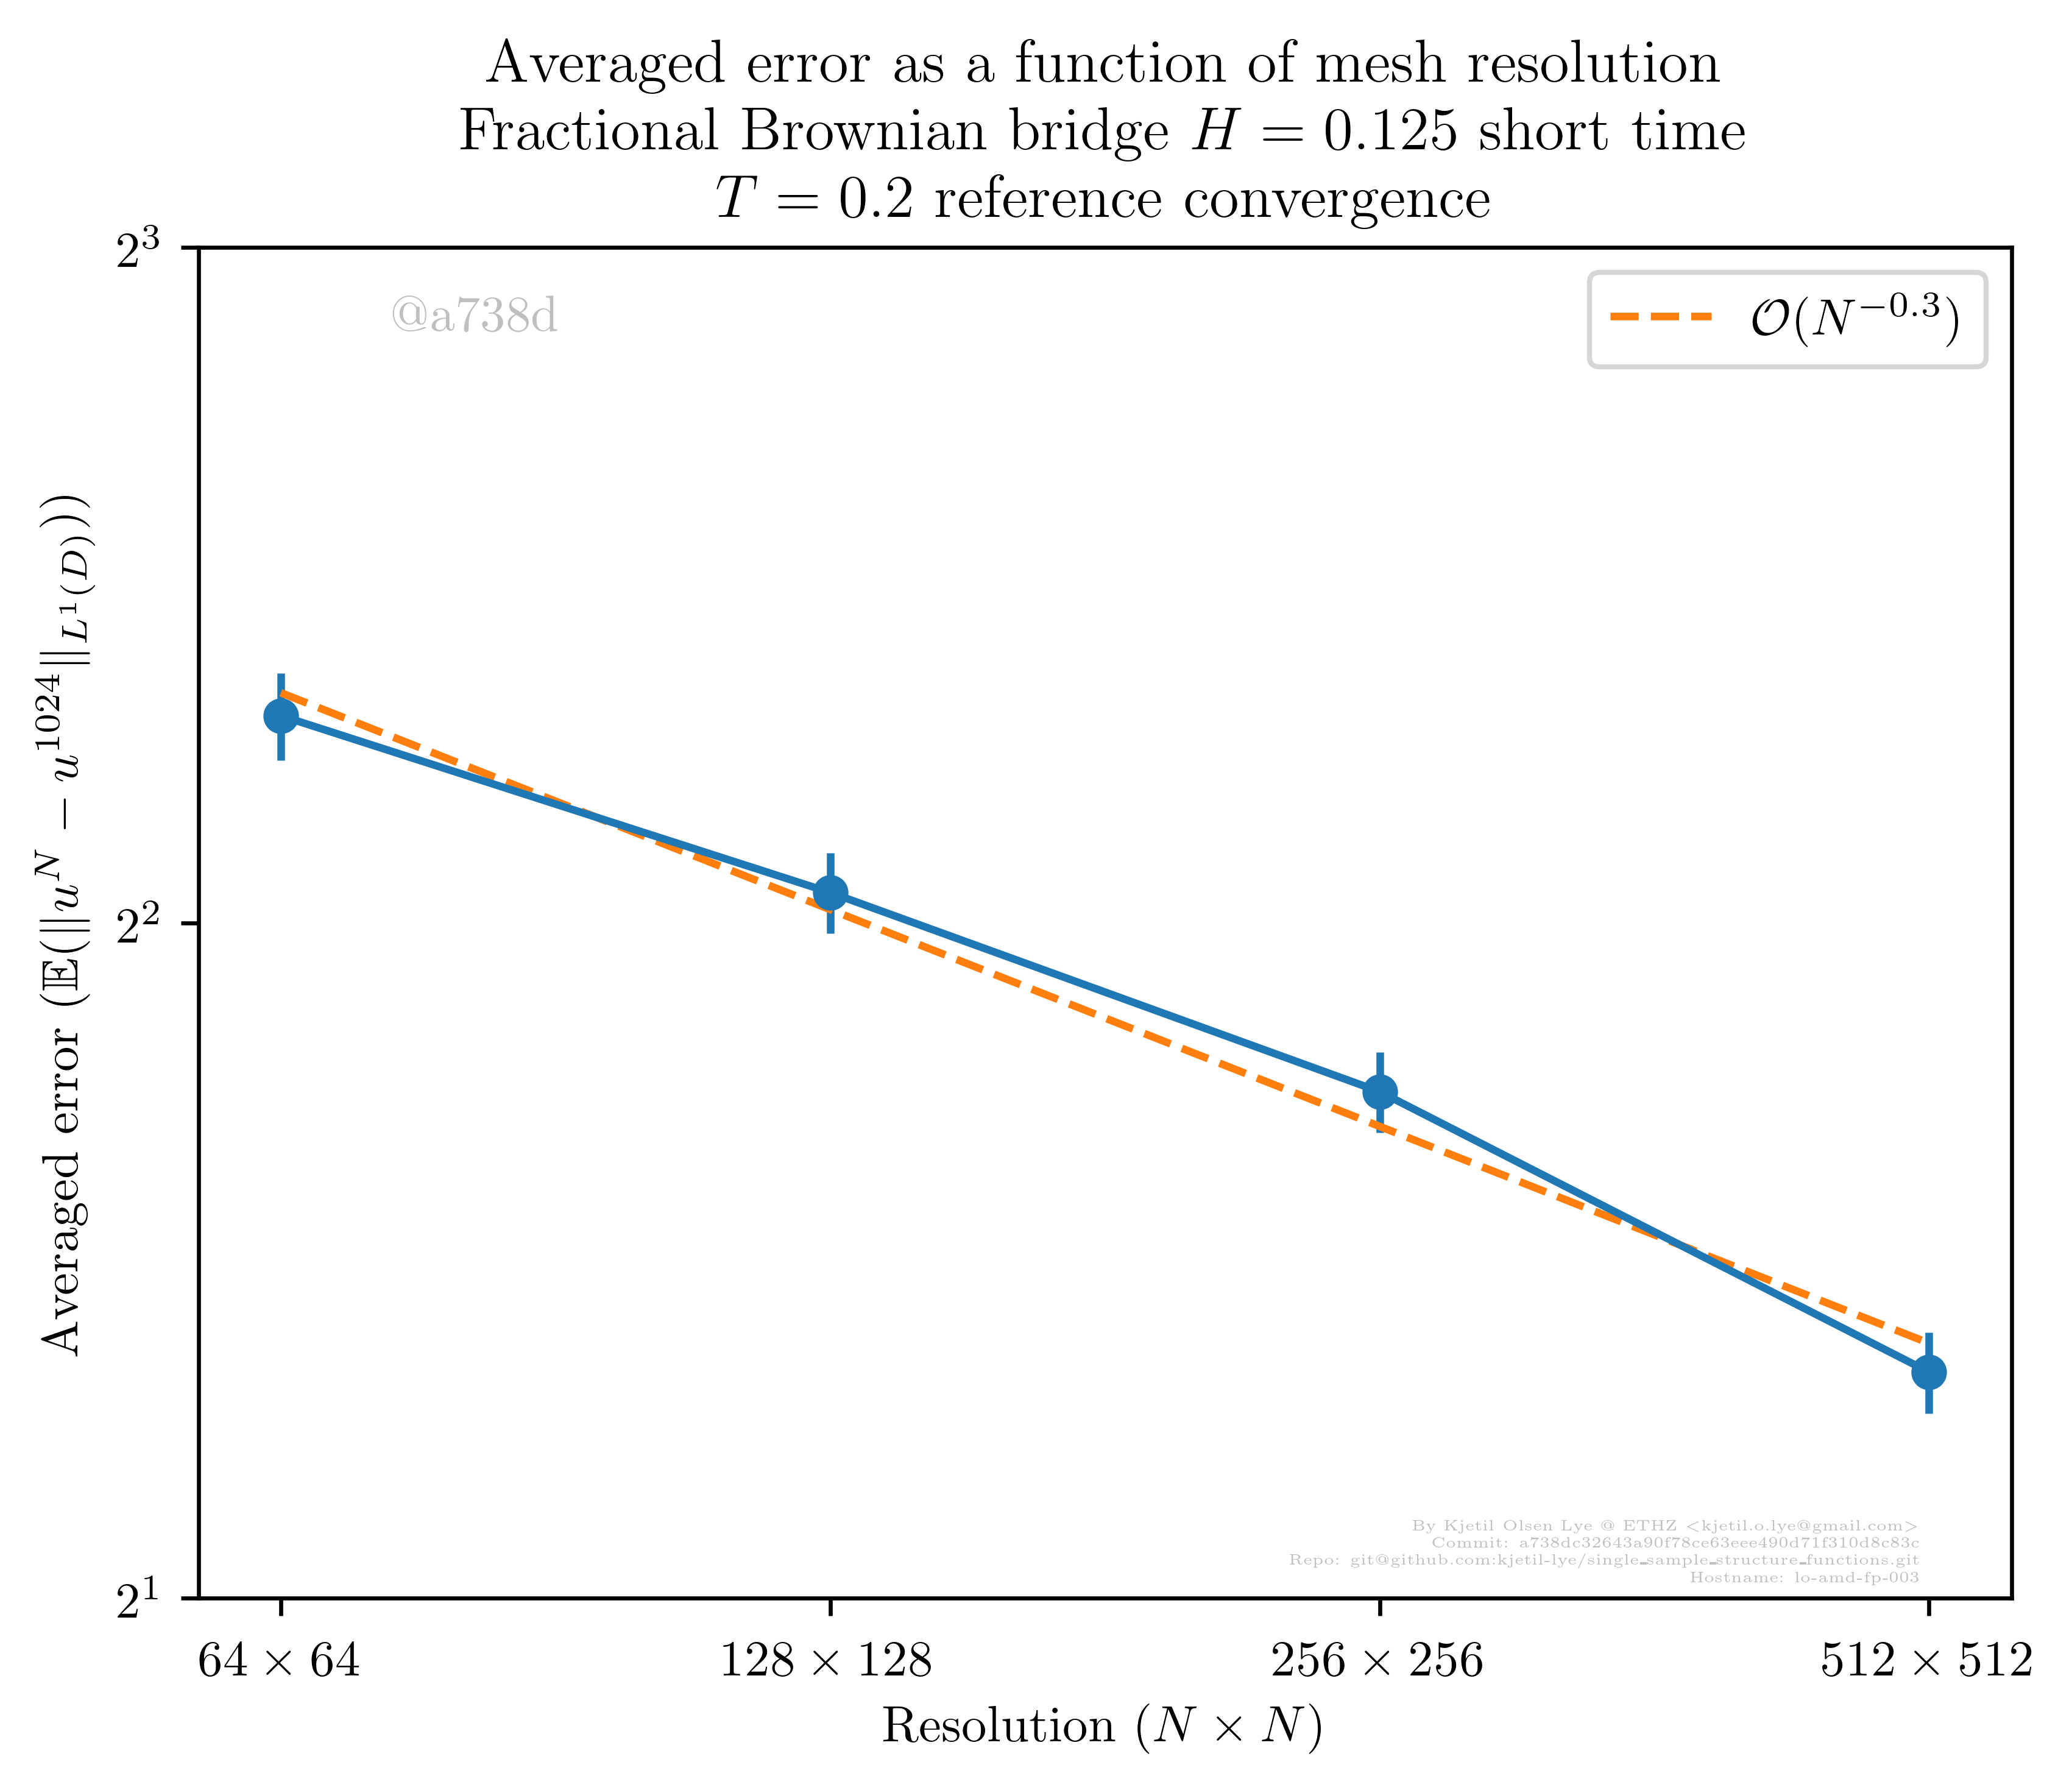 Averaged error as a function of mesh resolution
Fractional Brownian bridge H = 0.125 short time
T = 0.2 reference convergence
@a738d
O(N^{-0.3})
2^3
2^2
2^1
Averaged error (𝔼(||u^N − u^{1024}||_{L^1(D)}))
64 × 64
128 × 128
256 × 256
512 × 512
Resolution (N × N)
By Kjetil Olsen Lye @ ETHZ <kjetil.o.lye@gmail.com>
Commit: a738dc32643a90f78ce63eee490d71f310d8c83c
Repo: git@github.com:kjetil-lye/single_sample_structure_functions.git
Hostname: lo-amd-fp-003